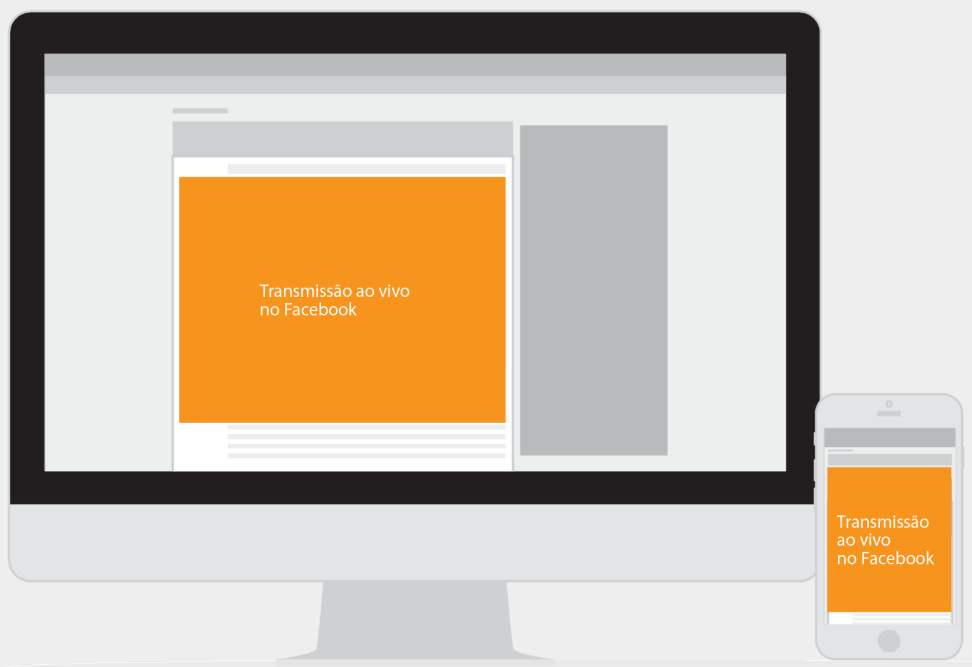 Transmissão ao vivo
no Facebook
Transmissão
ao vivo
no Facebook